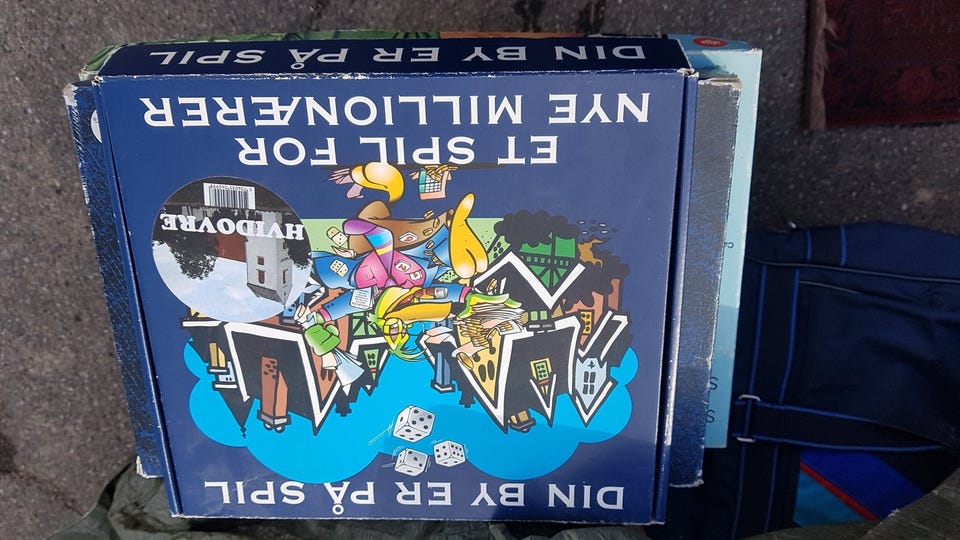 DIN BY ER PÅ SPIL
HVIDOVRE
ET SPIL FOR
NYE MILLIONÆRER
DIN BY ER PÅ SPIL